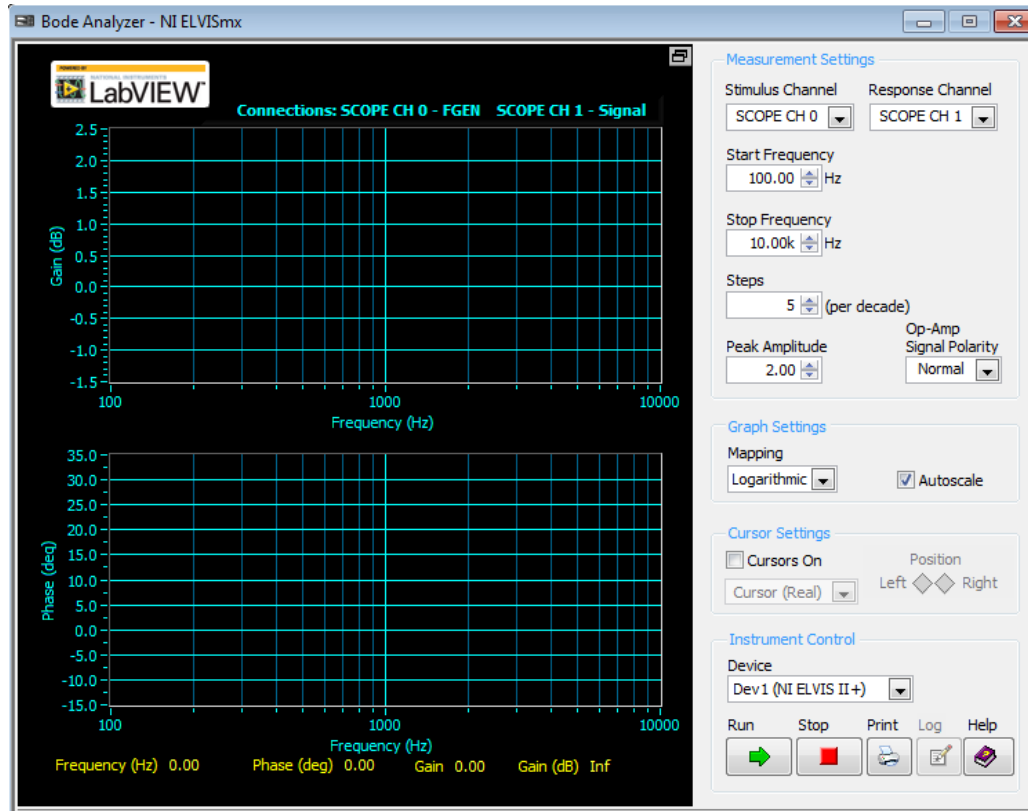 Bode Analyzer - NI ELVISmx
POWERED BY
NATIONAL INSTRUMENTS
LabVIEW™
Connections: SCOPE CH 0 - FGEN SCOPE CH 1 - Signal
2.5
2.0
1.5
1.0
0.5
0.0
-0.5
-1.0
-1.5
Gain (dB)
100 1000 10000
Frequency (Hz)
35.0
30.0
25.0
20.0
15.0
10.0
5.0
0.0
-5.0
-10.0
-15.0
Phase (deg)
100 1000 10000
Frequency (Hz)
Frequency (Hz) 0.00 Phase (deg) 0.00 Gain 0.00 Gain (dB) Inf
Measurement Settings
Stimulus Channel Response Channel
SCOPE CH 0 SCOPE CH 1
Start Frequency
100.00 Hz
Stop Frequency
10.00k Hz
Steps
5 (per decade)
Op-Amp
Peak Amplitude Signal Polarity
2.00 Normal
Graph Settings
Mapping
Logarithmic Autoscale
Cursor Settings
Cursors On Position
Cursor (Real) Left Right
Instrument Control
Device
Dev1 (NI ELVIS II+)
Run Stop Print Log Help